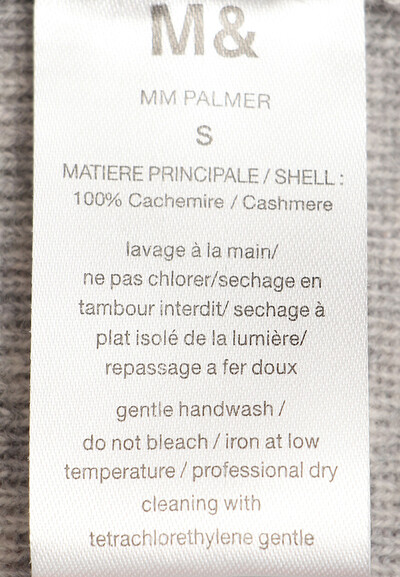 M&
MM PALMER
S
MATIERE PRINCIPALE / SHELL :
100% Cachemire / Cashmere
lavage à la main/
ne pas chlorer/sechage en
tambour interdit/ sechage à
plat isolé de la lumière/
repassage a fer doux
gentle handwash /
do not bleach / iron at low
temperature / professional dry
cleaning with
tetrachlorethylene gentle